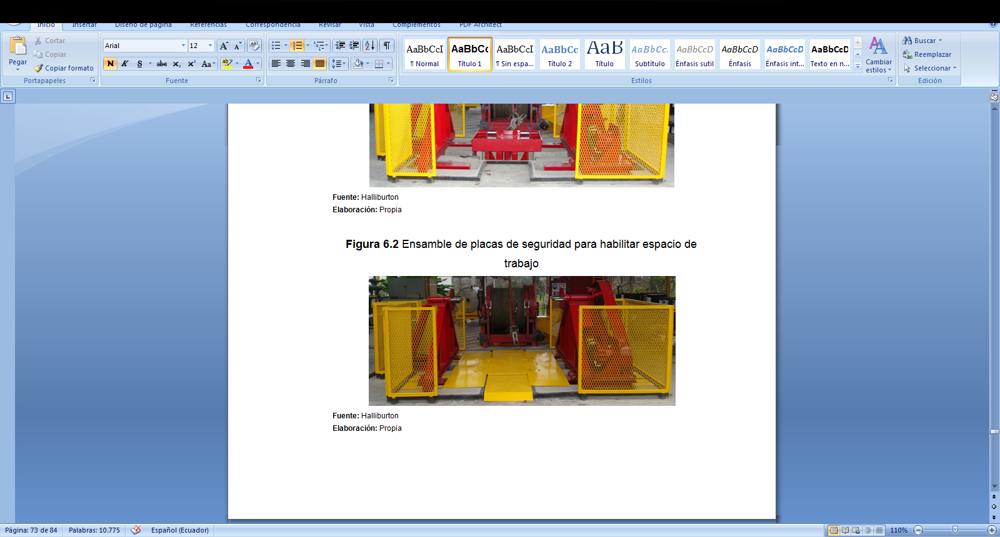 Inicio Insertar Diseño de página Referencias Correspondencia Revisar Vista Complementos PDF Architect
Pegar
Cortar
Copiar
Copiar formato
Portapapeles
Arial 12
N K S abc x₂ x² Aa
Fuente
Párrafo
AaBbCcI AaBbCc AaBbCcI AaBbCc AaB AaBbCc. AaBbCcD AaBbCcD AaBbCcD AaBbCcD
¶ Normal Título 1 ¶ Sin espa... Título 2 Título Subtítulo Énfasis sutil Énfasis Énfasis int... Texto en n...
Cambiar
estilos
Estilos
Buscar
Reemplazar
Seleccionar
Edición
Fuente: Halliburton
Elaboración: Propia
Figura 6.2 Ensamble de placas de seguridad para habilitar espacio de
trabajo
Fuente: Halliburton
Elaboración: Propia
Página: 73 de 84 Palabras: 10.775 Español (Ecuador) 110%